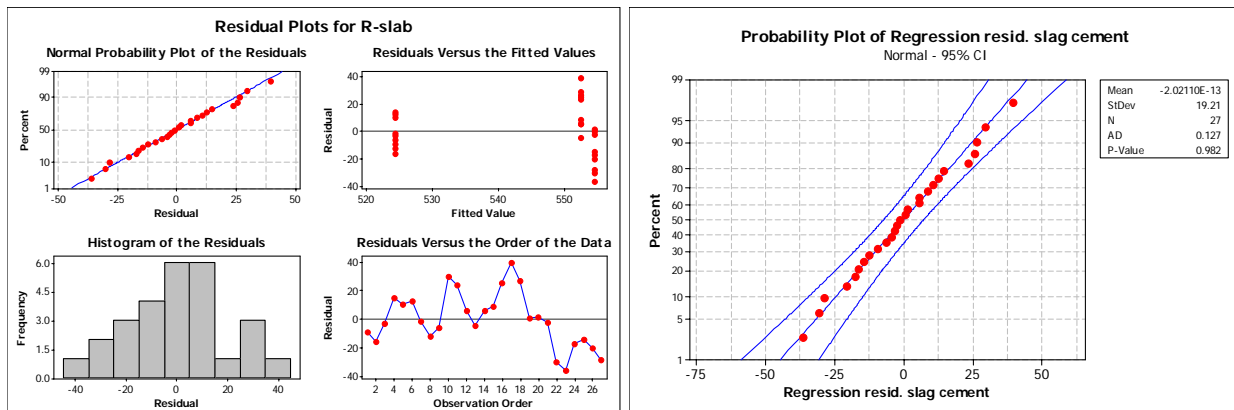 Residual Plots for R-slab
Normal Probability Plot of the Residuals
99
90
50
10
1
Percent
-50 -25 0 25 50
Residual
Residuals Versus the Fitted Values
40
20
0
-20
-40
Residual
520 530 540 550
Fitted Value
Histogram of the Residuals
6.0
4.5
3.0
1.5
0.0
Frequency
-40 -20 0 20 40
Residual
Residuals Versus the Order of the Data
40
20
0
-20
-40
Residual
2 4 6 8 10 12 14 16 18 20 22 24 26
Observation Order
Probability Plot of Regression resid. slag cement
Normal - 95% CI
99
95
90
80
70
60
50
40
30
20
10
5
1
Percent
-75 -50 -25 0 25 50
Regression resid. slag cement
Mean -2.02110E-13
StDev 19.21
N 27
AD 0.127
P-Value 0.982